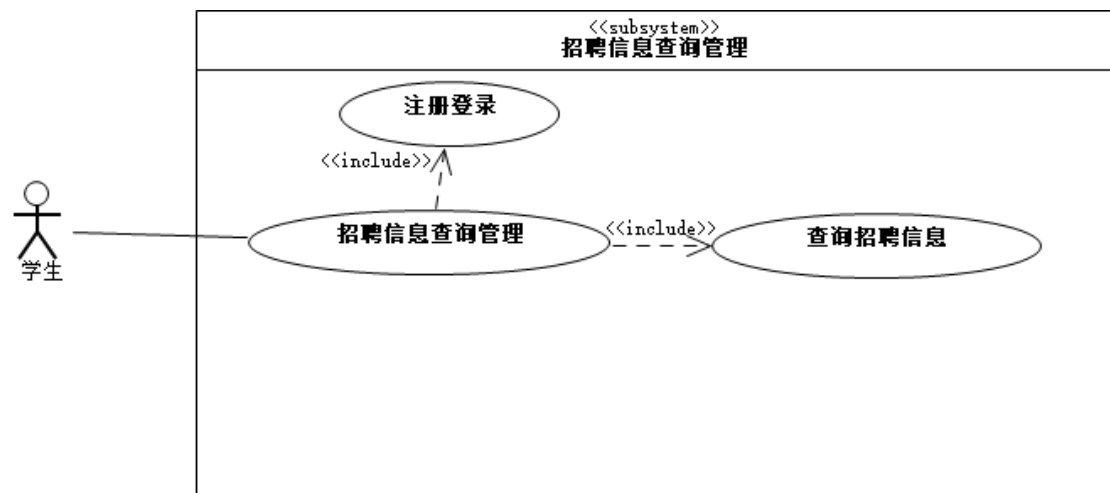 <<subsystem>>
招聘信息查询管理
注册登录
<<include>>
招聘信息查询管理
<<include>>
查询招聘信息
学生